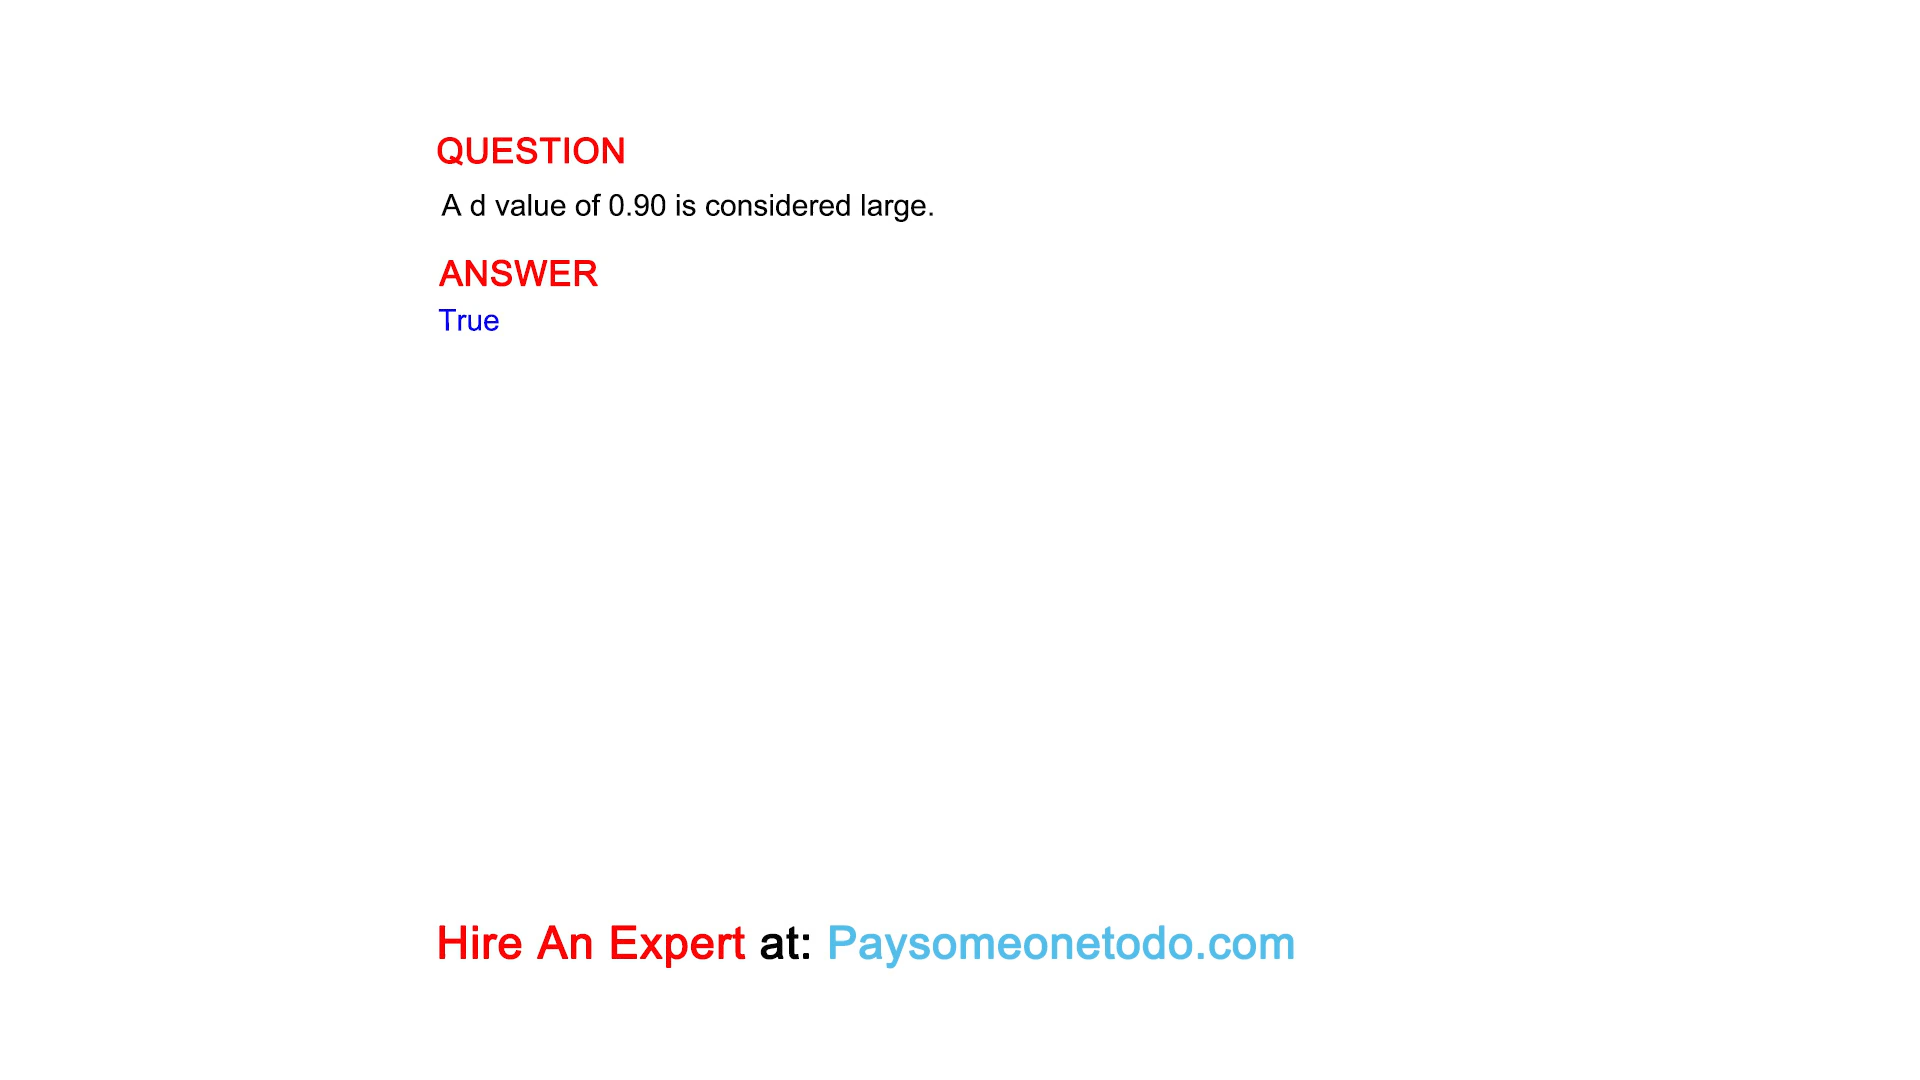 QUESTION
A d value of 0.90 is considered large.
ANSWER
True
Hire An Expert at: Paysomeonetodo.com